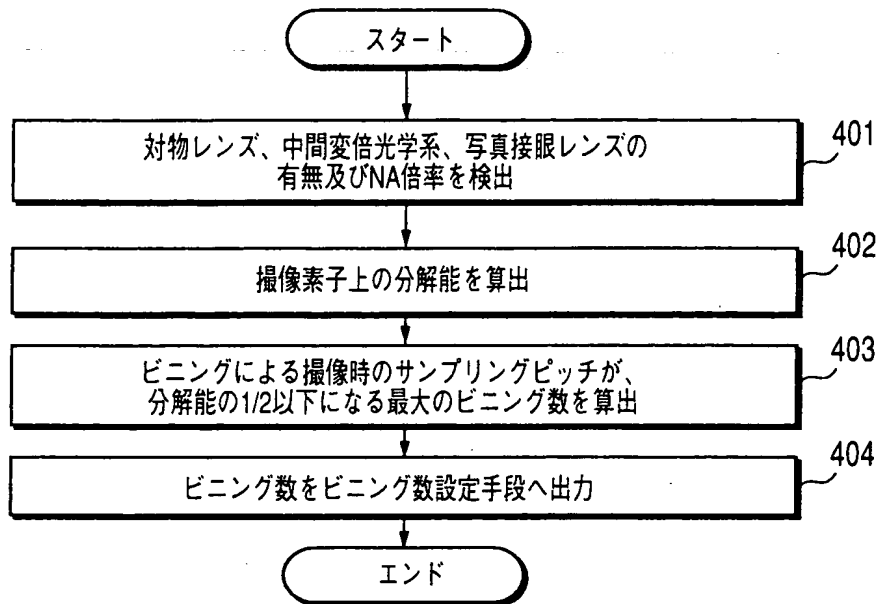 スタート
対物レンズ、中間変倍光学系、写真接眼レンズの
有無及びNA倍率を検出
401
撮像素子上の分解能を算出
402
ビニングによる撮像時のサンプリングピッチが、
分解能の1/2以下になる最大のビニング数を算出
403
ビニング数をビニング数設定手段へ出力
404
エンド